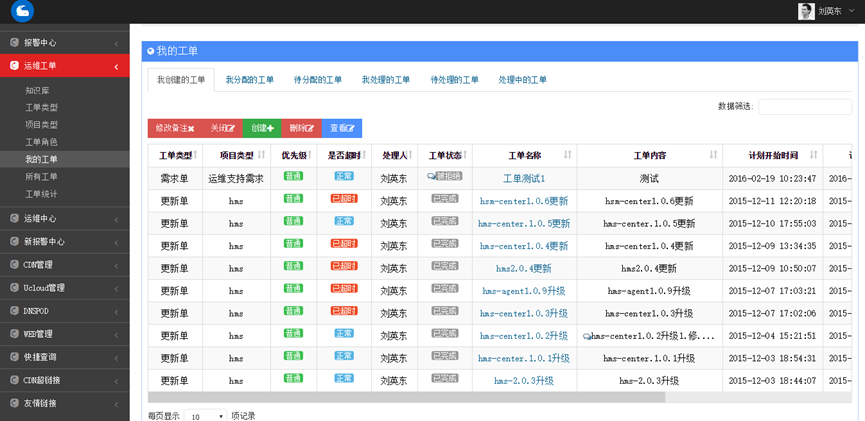 刘英东
报警中心
运维工单
知识库
工单类型
项目类型
工单角色
我的工单
所有工单
工单统计
运维中心
新报警中心
CDN管理
Ucloud管理
DNSPOD
WEB管理
快捷查询
CDN超链接
友情链接
我的工单
我创建的工单 我分配的工单 待分配的工单 我处理的工单 待处理的工单 处理中的工单
数据筛选:
修改备注 关闭 创建 删除 查看
工单类型 项目类型 优先级 是否超时 处理人 工单状态 工单名称 工单内容 计划开始时间
需求单 运维支持需求 普通 正常 刘英东 被拒绝 工单测试1 测试 2016-02-19 10:23:47 2016-
更新单 hms 普通 已超时 刘英东 已完成 hsm-center1.0.6更新 hsm-center1.0.6更新 2015-12-11 12:20:18 2015-
更新单 hms 普通 正常 刘英东 已完成 hms-center.1.0.5更新 hms-center.1.0.5更新 2015-12-10 17:55:03 2015-
更新单 hms 普通 已超时 刘英东 已完成 hms-center1.0.4更新 hms-center1.0.4更新 2015-12-09 13:34:35 2015-
更新单 hms 普通 已超时 刘英东 已完成 hms2.0.4更新 hms2.0.4更新 2015-12-09 10:50:07 2015-
更新单 hms 普通 已超时 刘英东 已完成 hms-agent1.0.9升级 hms-agent1.0.9升级 2015-12-07 17:03:21 2015-
更新单 hms 普通 已超时 刘英东 已完成 hms-center1.0.3升级 hms-center1.0.3升级 2015-12-07 17:02:06 2015-
更新单 hms 普通 正常 刘英东 已完成 hms-center1.0.2升级 hms-center1.0.2升级1.修.... 2015-12-04 15:21:51 2015-
更新单 hms 普通 正常 刘英东 已完成 hms-center.1.0.1升级 hms-center.1.0.1升级 2015-12-03 18:54:31 2015-
更新单 hms 普通 正常 刘英东 已完成 hms-2.0.3升级 hms-2.0.3升级 2015-12-03 18:44:07 2015-
每页显示 10 项记录